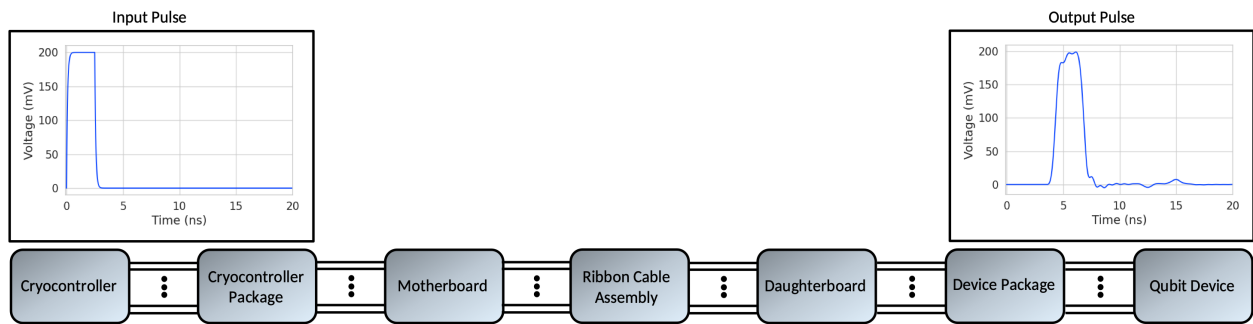 Input Pulse
Output Pulse
200
150
100
50
0
Voltage (mV)
0 5 10 15 20
Time (ns)
200
150
100
50
0
Voltage (mV)
0 5 10 15 20
Time (ns)
Cryocontroller
Cryocontroller
Package
Motherboard
Ribbon Cable
Assembly
Daughterboard
Device Package
Qubit Device